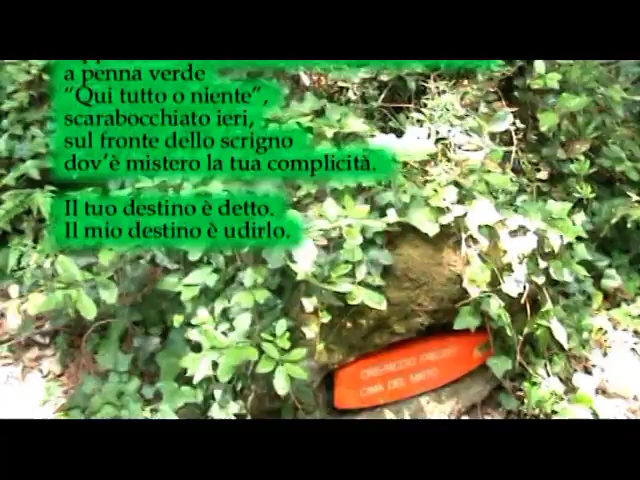 a penna verde
“Qui tutto o niente”,
scarabocchiato ieri,
sul fronte dello scrigno
dov’è mistero la tua complicità.
Il tuo destino è detto.
Il mio destino è udirlo.
CIMA DEL MITO